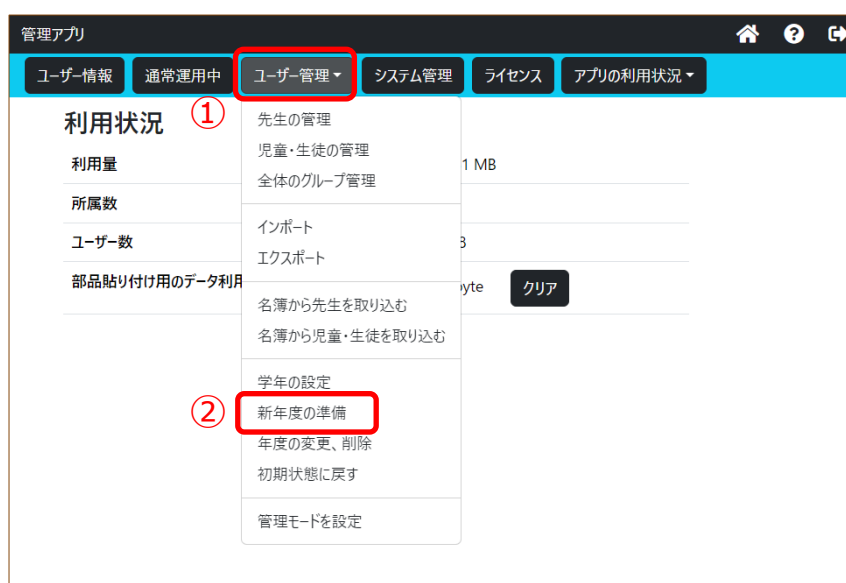 管理アプリ
ユーザー情報 通常運用中 ユーザー管理 システム管理 ライセンス アプリの利用状況
①
利用状況
利用量
1 MB
所属数
ユーザー数
部品貼り付け用のデータ利用
byte クリア
先生の管理
児童・生徒の管理
全体のグループ管理
インポート
エクスポート
名簿から先生を取り込む
名簿から児童・生徒を取り込む
学年の設定
② 新年度の準備
年度の変更、削除
初期状態に戻す
管理モードを設定